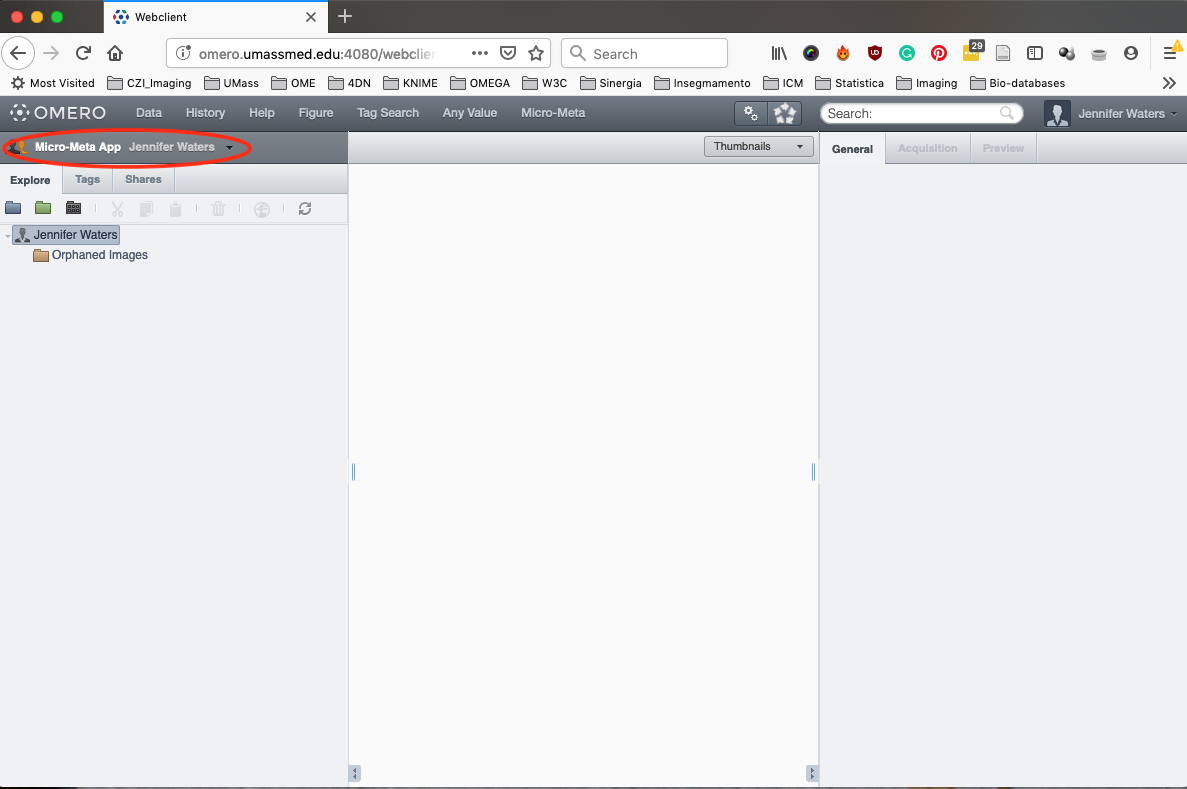 Webclient
omero.umassmed.edu:4080/webclie
Search
29
Most Visited CZI_Imaging UMass OME 4DN KNIME OMEGA W3C Sinergia Insegmamento ICM Statistica Imaging Bio-databases
OMERO Data History Help Figure Tag Search Any Value Micro-Meta Search: Jennifer Waters
Micro-Meta App Jennifer Waters Thumbnails General Acquisition Preview
Explore Tags Shares
Jennifer Waters
Orphaned Images